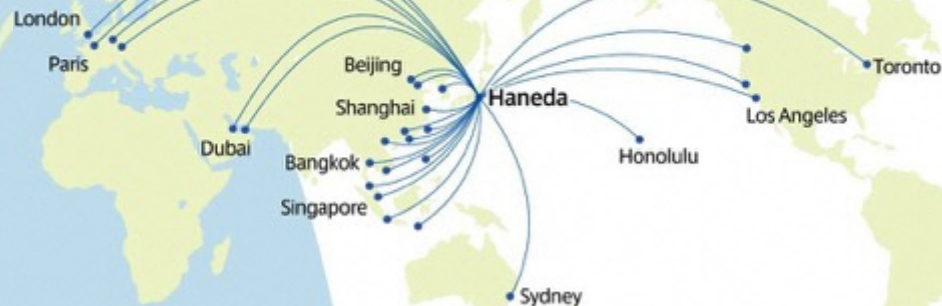 London
Paris
Beijing
Toronto
Shanghai
Haneda
Los Angeles
Dubai
Bangkok
Honolulu
Singapore
Sydney